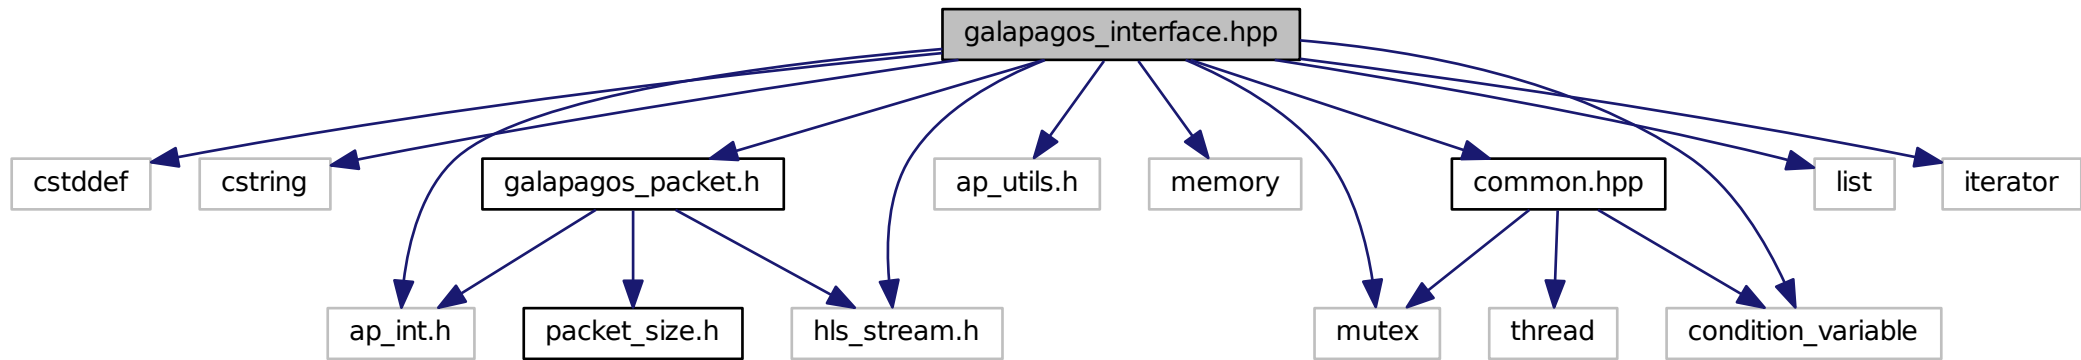 galapagos_interface.hpp
cstddef
cstring
galapagos_packet.h
ap_utils.h
memory
common.hpp
list
iterator
ap_int.h
packet_size.h
hls_stream.h
mutex
thread
condition_variable